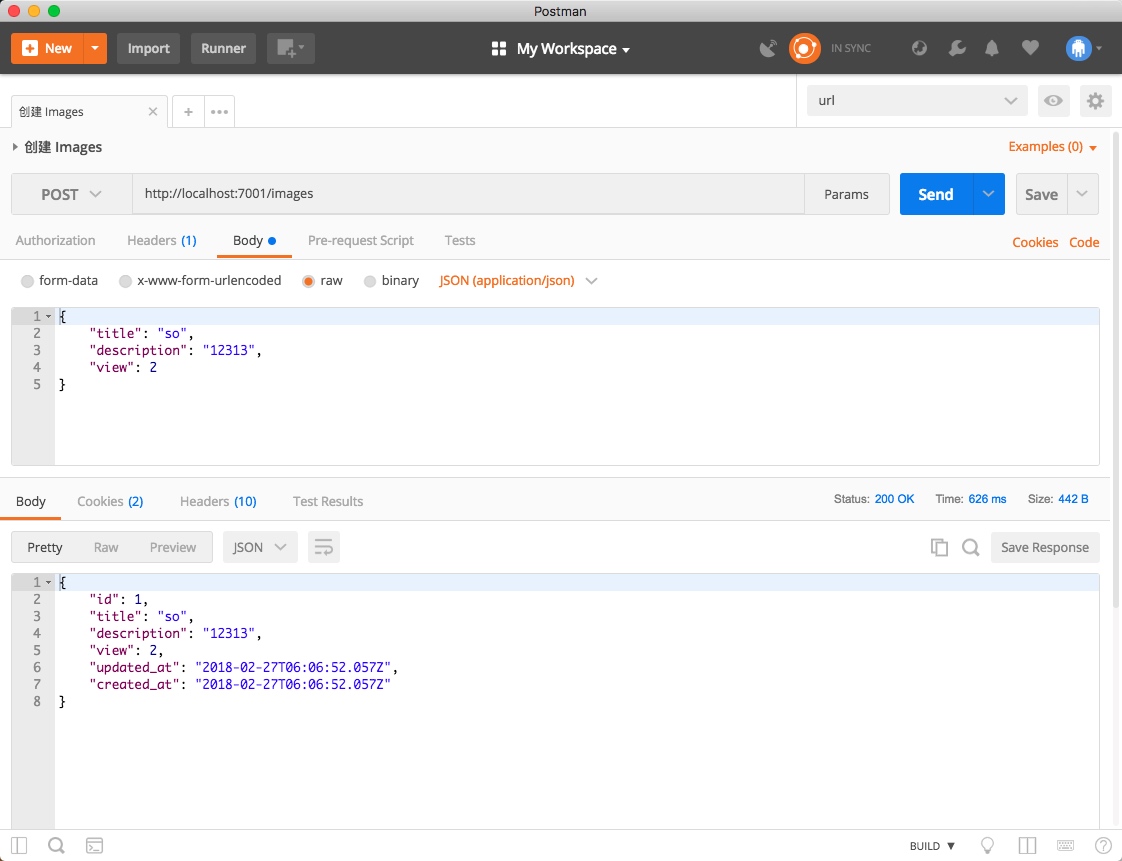 Postman
New
Import
Runner
My Workspace
IN SYNC
创建 Images
url
创建 Images
Examples (0)
POST
http://localhost:7001/images
Params
Send
Save
Authorization
Headers (1)
Body
Pre-request Script
Tests
Cookies
Code
form-data
x-www-form-urlencoded
raw
binary
JSON (application/json)
1 {
2 "title": "so",
3 "description": "12313",
4 "view": 2
5 }
Body
Cookies (2)
Headers (10)
Test Results
Status: 200 OK
Time: 626 ms
Size: 442 B
Pretty
Raw
Preview
JSON
Save Response
1 {
2 "id": 1,
3 "title": "so",
4 "description": "12313",
5 "view": 2,
6 "updated_at": "2018-02-27T06:06:52.057Z",
7 "created_at": "2018-02-27T06:06:52.057Z"
8 }
BUILD